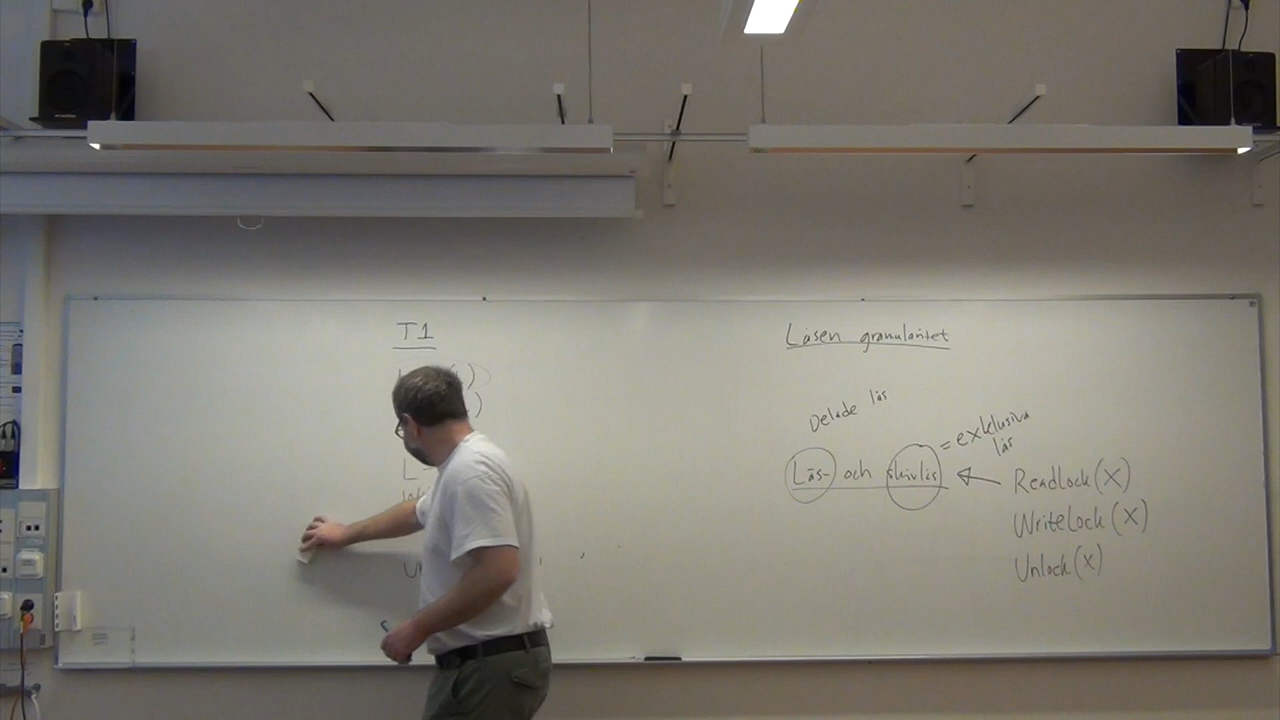 T1
Låsen granularitet
Delade lås
= exklusiva
lås
Läs- och skrivlås
ReadLock(X)
WriteLock(X)
Unlock(X)